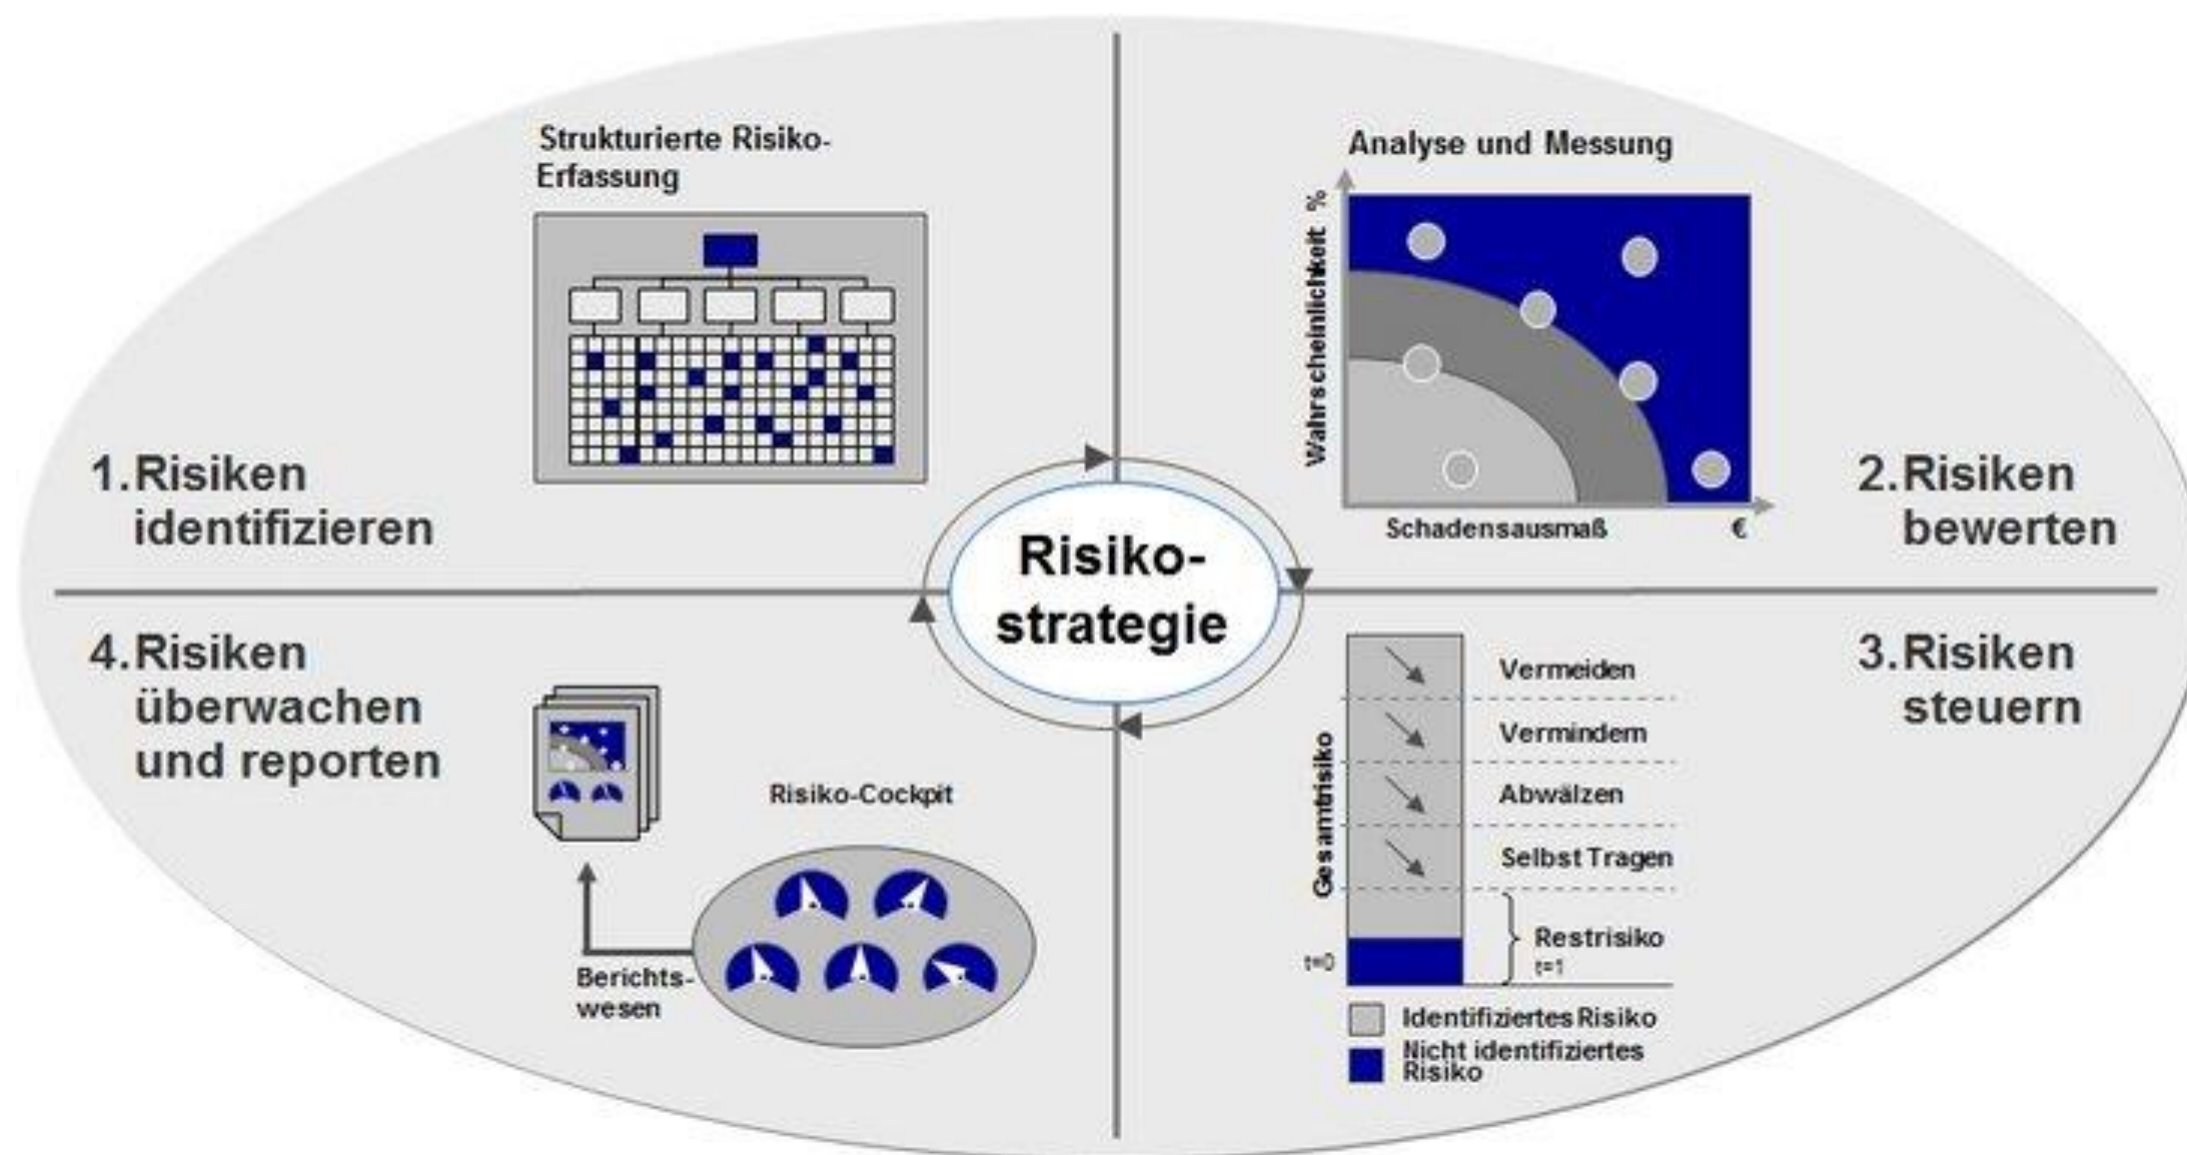 Strukturierte Risiko-
Erfassung
1.Risiken
identifizieren
Analyse und Messung
Wahrscheinlichkeit %
Schadensausmaß €
2.Risiken
bewerten
Risiko-
strategie
3.Risiken
steuern
Gesamtrisiko
Vermeiden
Vermindern
Abwälzen
Selbst Tragen
Restrisiko
t=1
t=0
Identifiziertes Risiko
Nicht identifiziertes
Risiko
4.Risiken
überwachen
und reporten
Risiko-Cockpit
Berichts-
wesen